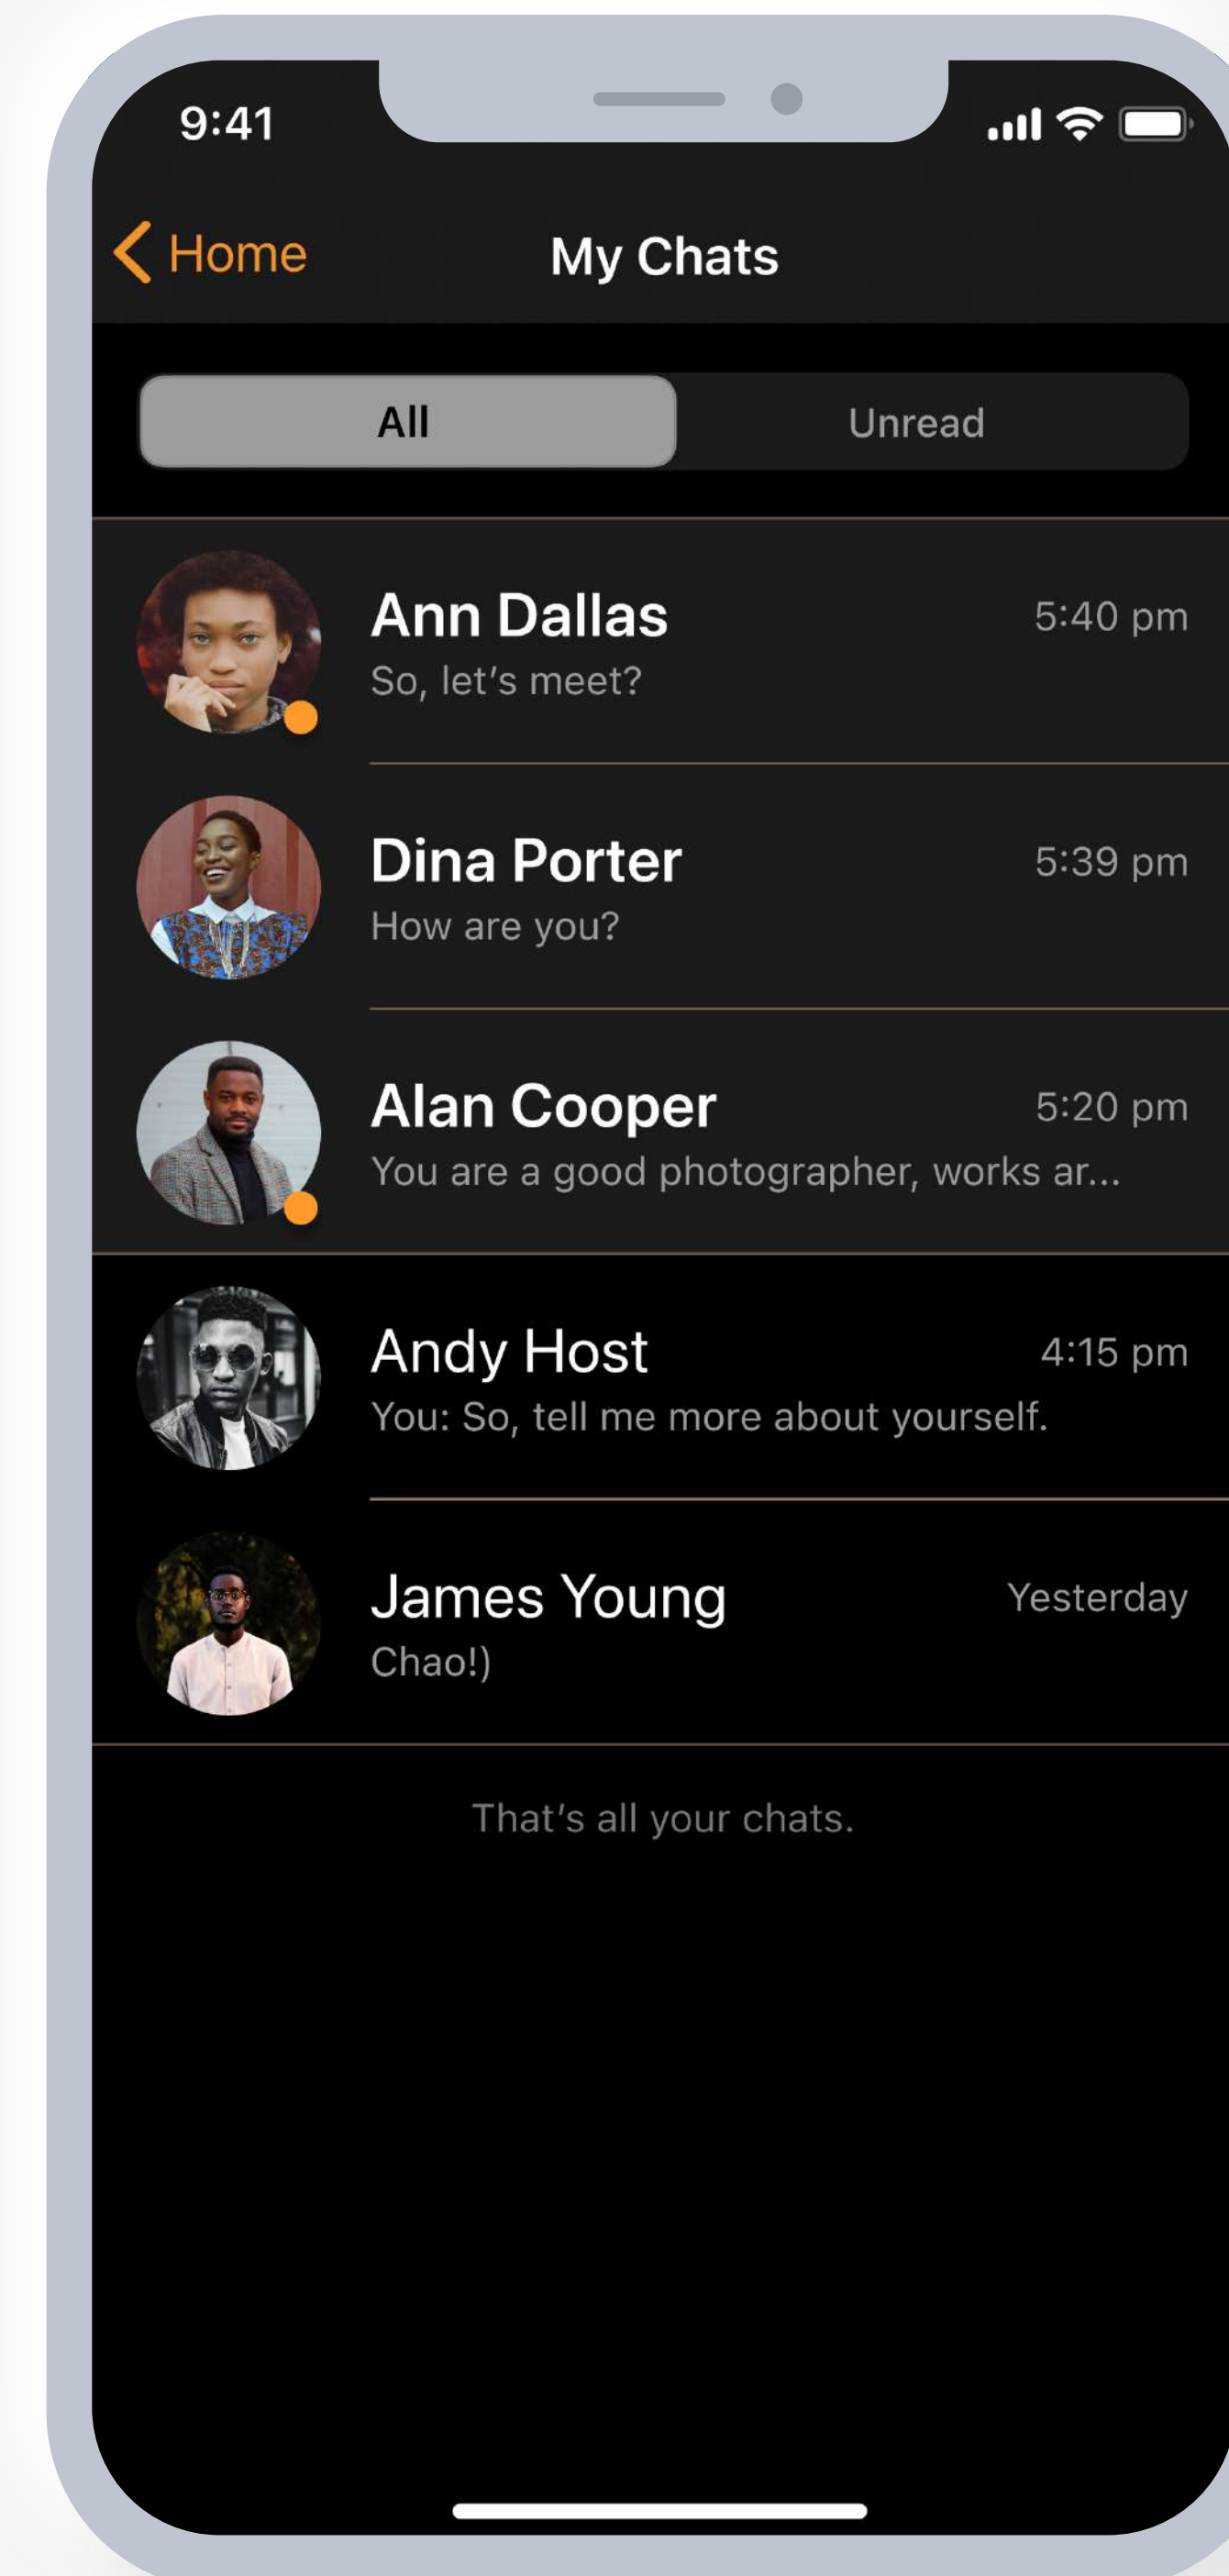 9:41
Home
My Chats
All
Unread
Ann Dallas
5:40 pm
So, let’s meet?
Dina Porter
5:39 pm
How are you?
Alan Cooper
5:20 pm
You are a good photographer, works ar...
Andy Host
4:15 pm
You: So, tell me more about yourself.
James Young
Yesterday
Chao!)
That’s all your chats.